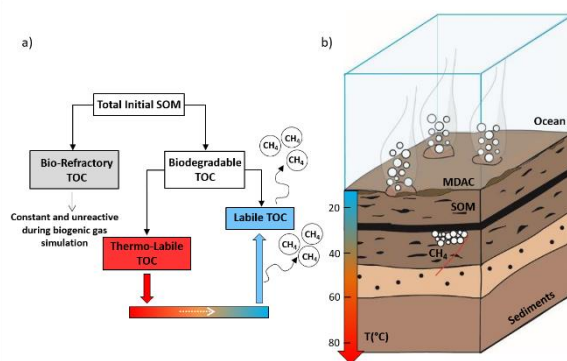 a)
Total Initial SOM
Bio-Refractory
TOC
Biodegradable
TOC
Constant and unreactive
during biogenic gas
simulation
Thermo-Labile
TOC
Labile TOC
CH₄
CH₄
CH₄
CH₄
CH₄
CH₄
b)
Ocean
MDAC
SOM
CH₄
Sediments
20
40
60
80
T(°C)